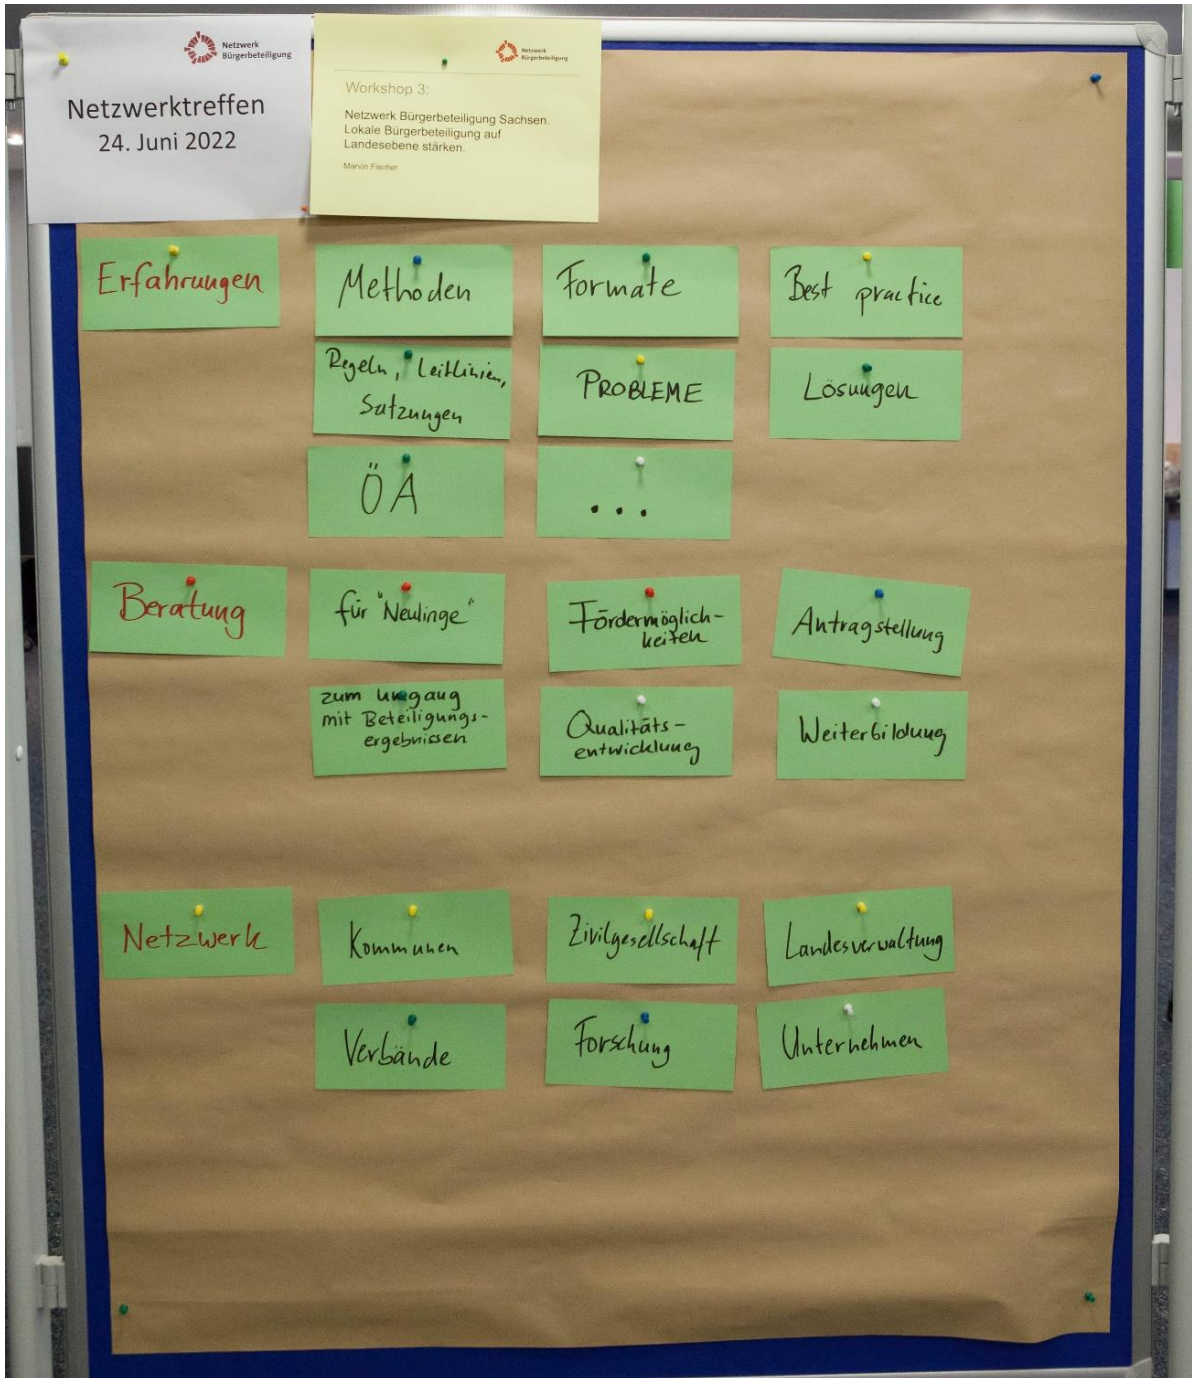 Netzwerk
Bürgerbeteiligung
Netzwerktreffen
24. Juni 2022
Netzwerk
Bürgerbeteiligung
Workshop 3:
Netzwerk Bürgerbeteiligung Sachsen.
Lokale Bürgerbeteiligung auf
Landesebene stärken.
Marvin Fischer
Erfahrungen
Methoden
Formate
Best practice
Regeln, Leitlinien,
Satzungen
PROBLEME
Lösungen
ÖA
...
Beratung
für "Neulinge"
Fördermöglich-
keiten
Antragstellung
zum Umgang
mit Beteiligungs-
ergebnissen
Qualitäts-
entwicklung
Weiterbildung
Netzwerk
Kommunen
Zivilgesellschaft
Landesverwaltung
Verbände
Forschung
Unternehmen